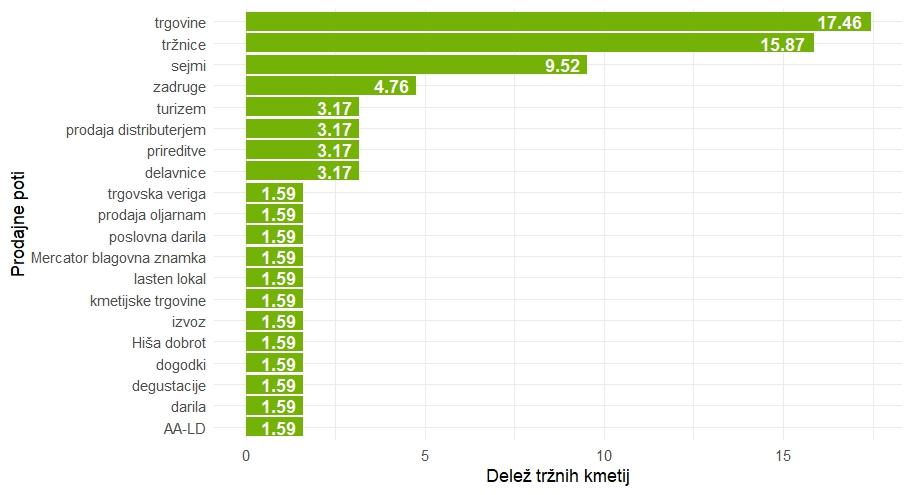 trgovine 17.46
tržnice 15.87
sejmi 9.52
zadruge 4.76
turizem 3.17
prodaja distributerjem 3.17
prireditve 3.17
delavnice 3.17
trgovska veriga 1.59
prodaja oljarnam 1.59
poslovna darila 1.59
Mercator blagovna znamka 1.59
lasten lokal 1.59
kmetijske trgovine 1.59
izvoz 1.59
Hiša dobrot 1.59
dogodki 1.59
degustacije 1.59
darila 1.59
AA-LD 1.59
Prodajne poti
0 5 10 15
Delež tržnih kmetij